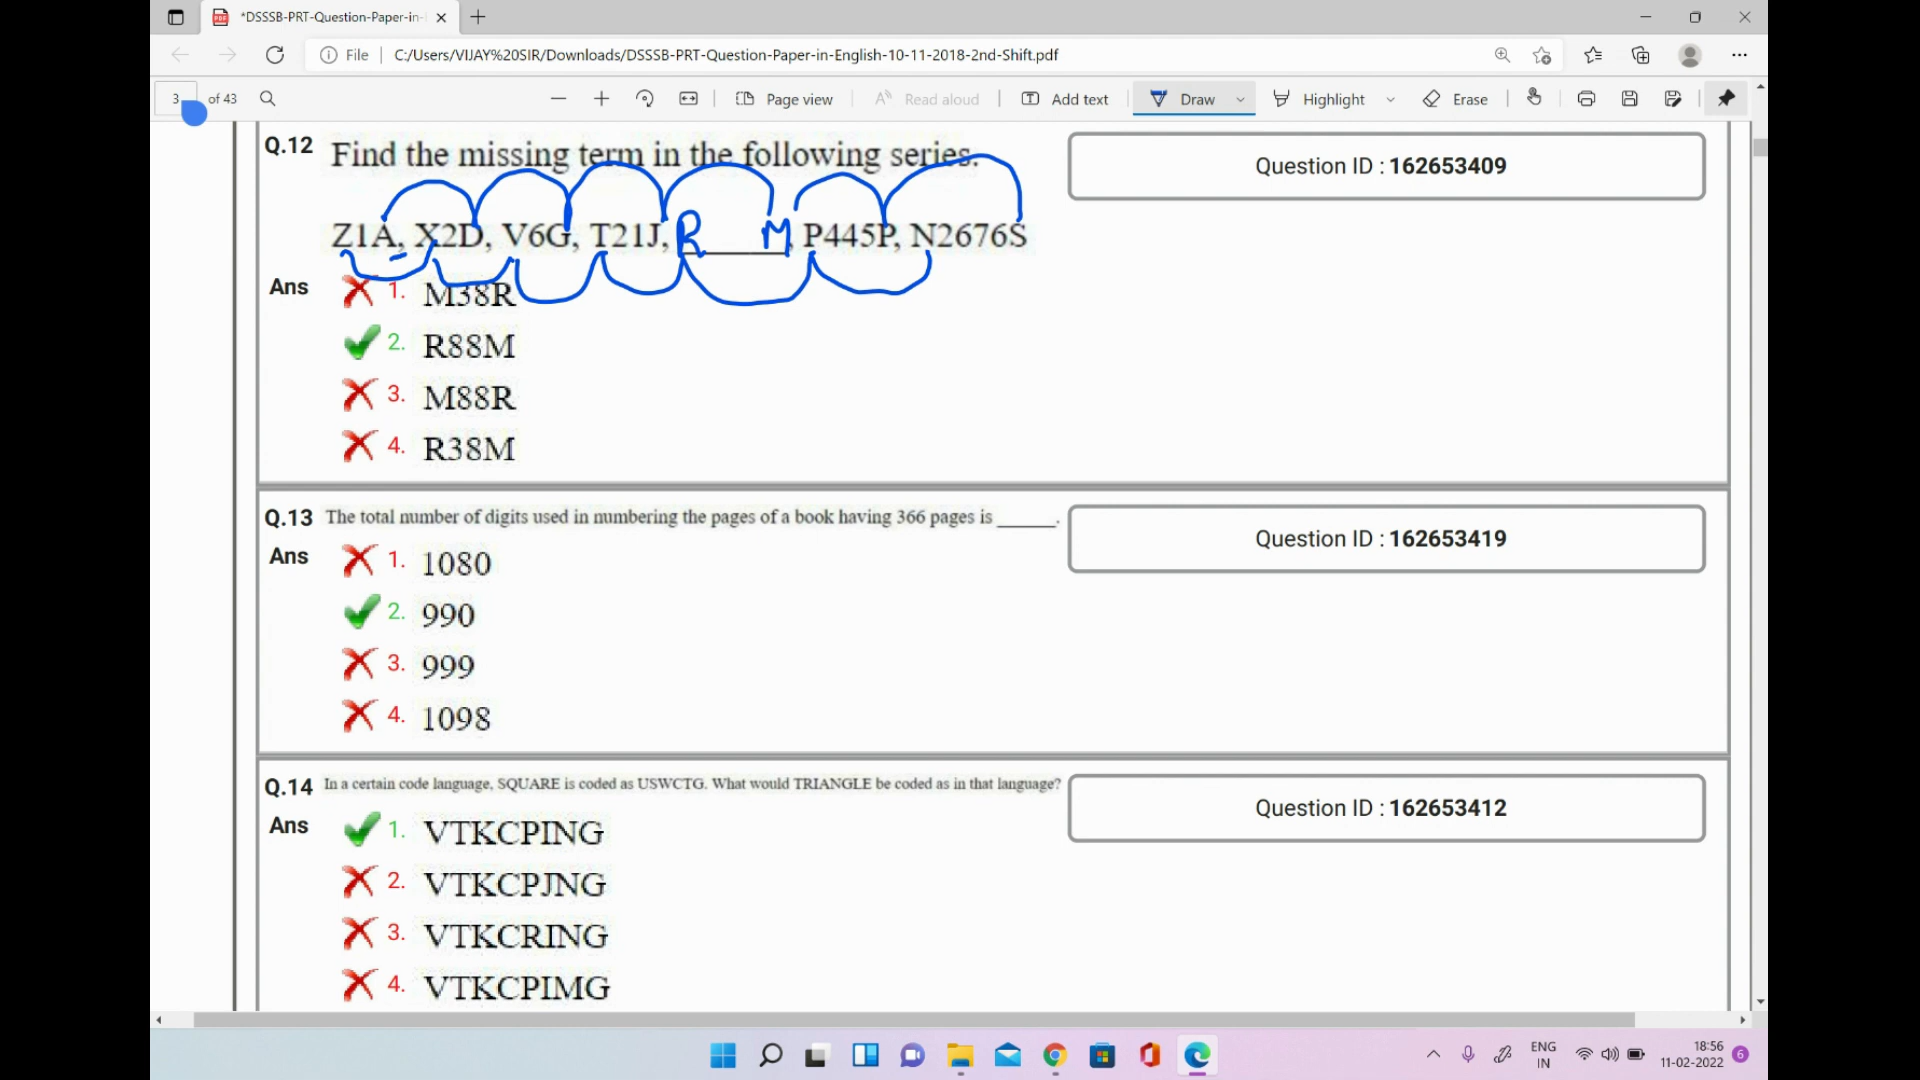 *DSSSB-PRT-Question-Paper-in-
File C:/Users/VIJAY%20SIR/Downloads/DSSSB-PRT-Question-Paper-in-English-10-11-2018-2nd-Shift.pdf
3 of 43 Page view Read aloud Add text Draw Highlight Erase
Q.12 Find the missing term in the following series.
Question ID : 162653409
Z1A, X2D, V6G, T21J, R M, P445P, N2676S
Ans 1. M38R
2. R88M
3. M88R
4. R38M
Q.13 The total number of digits used in numbering the pages of a book having 366 pages is ______.
Question ID : 162653419
Ans 1. 1080
2. 990
3. 999
4. 1098
Q.14 In a certain code language, SQUARE is coded as USWCTG. What would TRIANGLE be coded as in that language?
Question ID : 162653412
Ans 1. VTKCPING
2. VTKCPJNG
3. VTKCRING
4. VTKCPIMG
ENG IN
18:56
11-02-2022
6